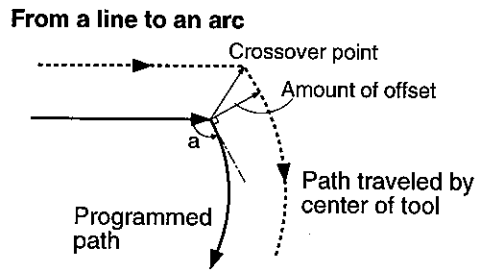 From a line to an arc
Crossover point
Amount of offset
a
Path traveled by
center of tool
Programmed
path